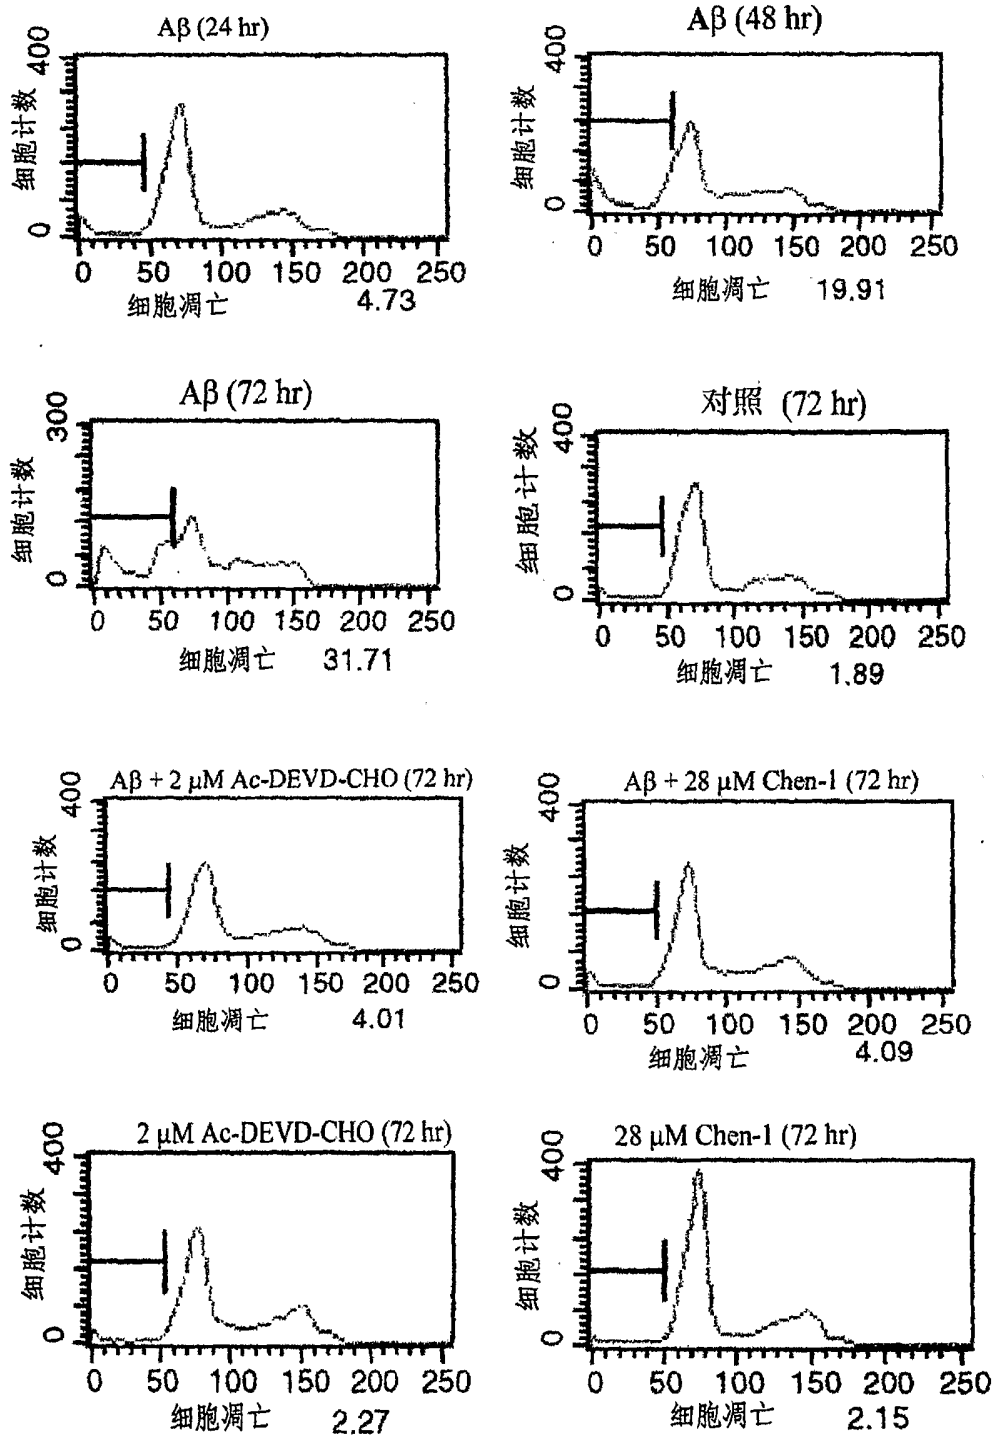 Aβ (24 hr)
400
细胞计数
0
0 50 100 150 200 250
细胞凋亡 4.73
Aβ (48 hr)
400
细胞计数
0
0 50 100 150 200 250
细胞凋亡 19.91
Aβ (72 hr)
300
细胞计数
0
0 50 100 150 200 250
细胞凋亡 31.71
对照 (72 hr)
400
细胞计数
0
0 50 100 150 200 250
细胞凋亡 1.89
Aβ + 2 μM Ac-DEVD-CHO (72 hr)
400
细胞计数
0
0 50 100 150 200 250
细胞凋亡 4.01
Aβ + 28 μM Chen-1 (72 hr)
400
细胞计数
0
0 50 100 150 200 250
细胞凋亡 4.09
2 μM Ac-DEVD-CHO (72 hr)
400
细胞计数
0
0 50 100 150 200 250
细胞凋亡 2.27
28 μM Chen-1 (72 hr)
400
细胞计数
0
0 50 100 150 200 250
细胞凋亡 2.15